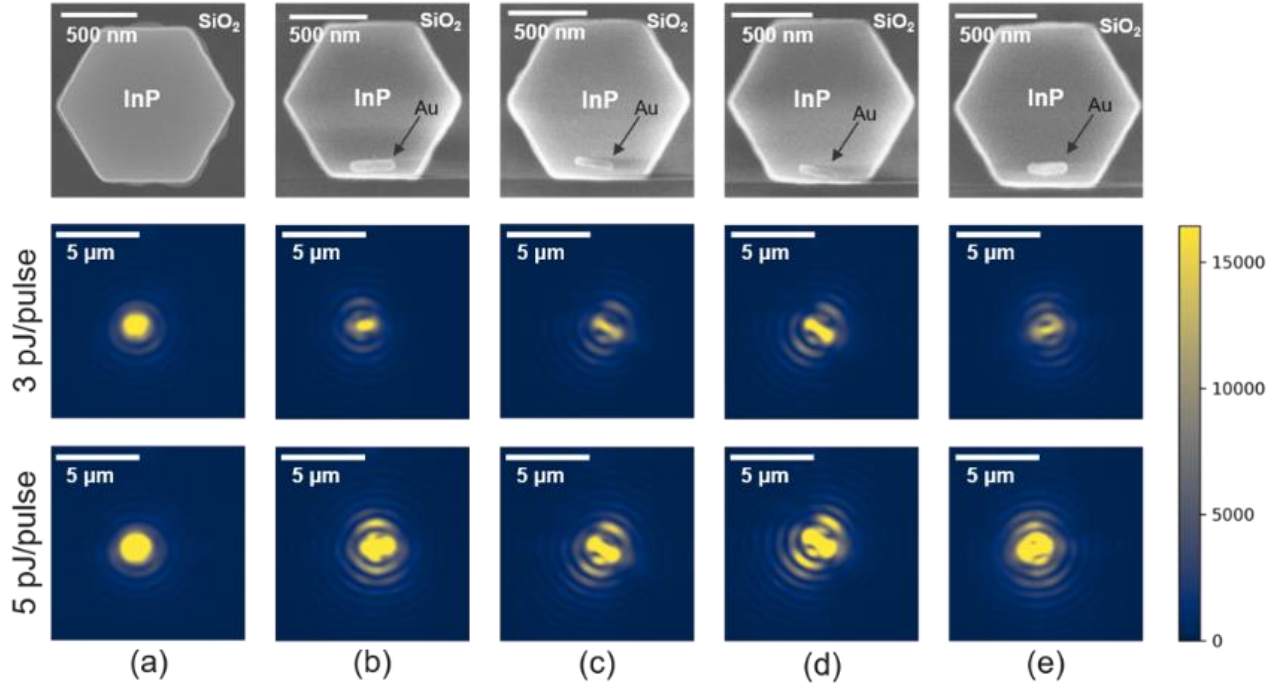 500 nm SiO₂ InP
500 nm SiO₂ InP Au
500 nm SiO₂ InP Au
500 nm SiO₂ InP Au
500 nm SiO₂ InP Au
3 pJ/pulse
5 µm
5 µm
5 µm
5 µm
5 µm
15000
10000
5000
0
5 pJ/pulse
5 µm
5 µm
5 µm
5 µm
5 µm
(a)
(b)
(c)
(d)
(e)